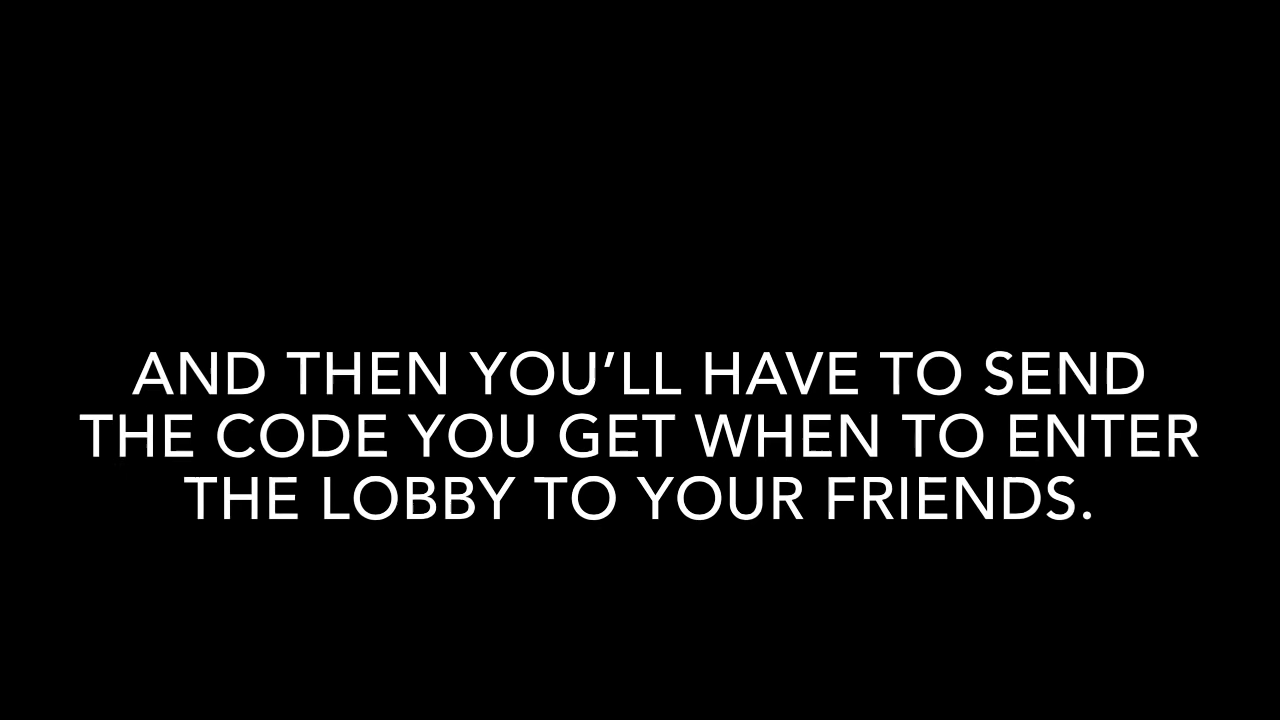 AND THEN YOU’LL HAVE TO SEND
THE CODE YOU GET WHEN TO ENTER
THE LOBBY TO YOUR FRIENDS.